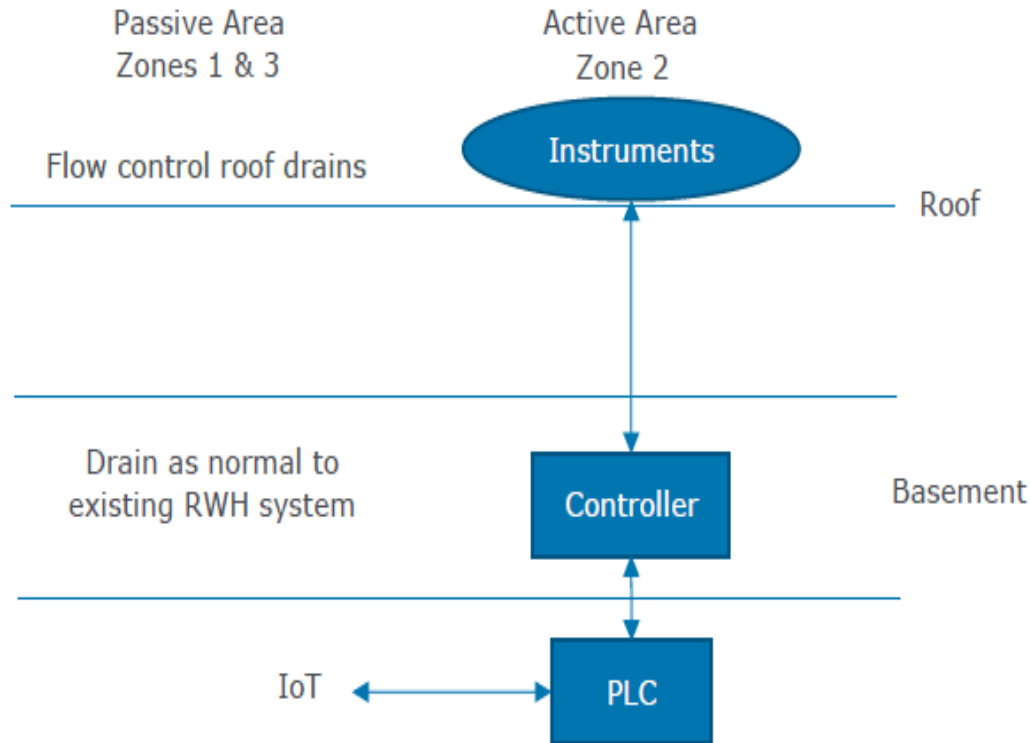 Passive Area
Zones 1 & 3
Active Area
Zone 2
Instruments
Flow control roof drains
Roof
Drain as normal to
existing RWH system
Controller
Basement
IoT
PLC